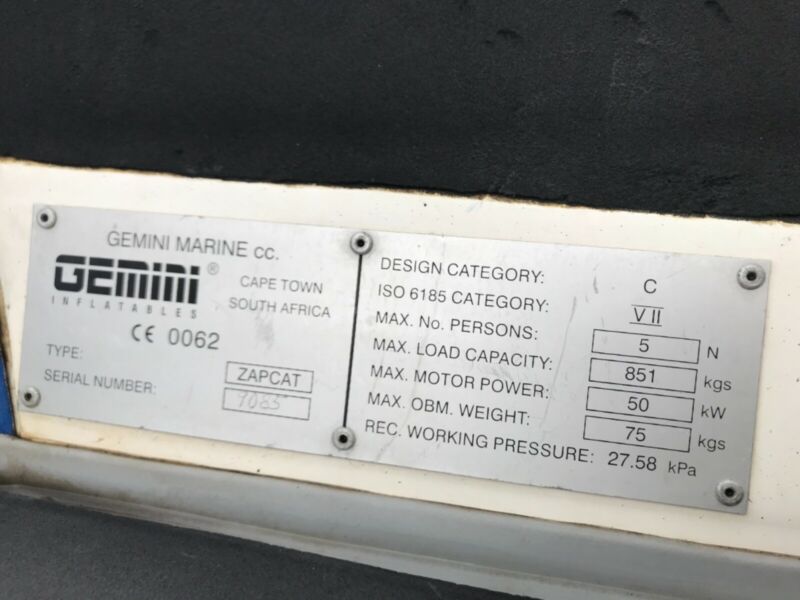 GEMINI MARINE CC.
GEMINI ®
INFLATABLES
CAPE TOWN
SOUTH AFRICA
CE 0062
TYPE: ZAPCAT
SERIAL NUMBER:
DESIGN CATEGORY: C
ISO 6185 CATEGORY: V II
MAX. No. PERSONS: 5 N
MAX. LOAD CAPACITY: 851 kgs
MAX. MOTOR POWER: 50 kW
MAX. OBM. WEIGHT: 75 kgs
REC. WORKING PRESSURE: 27.58 kPa